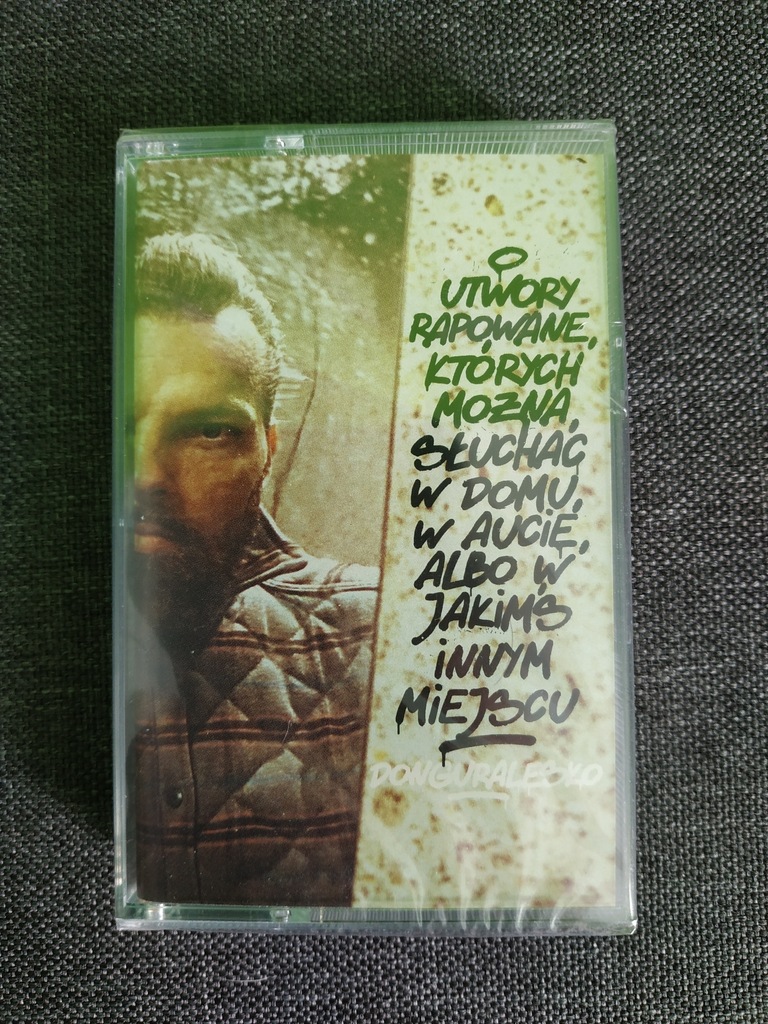 UTWORY
RAPOWANE,
KTÓRYCH
MOŻNA
SŁUCHAĆ
W DOMU,
W AUCIE,
ALBO W
JAKIMŚ
INNYM
MIEJSCU
DONGURALESKO